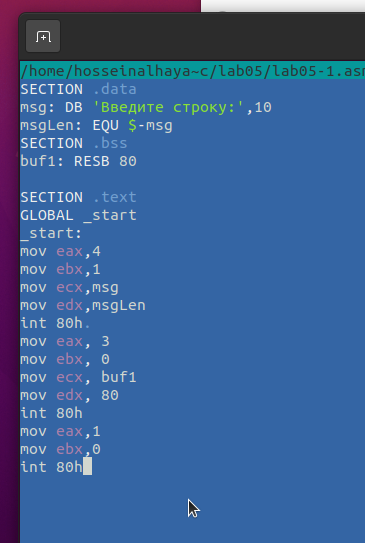 /home/hosseinalhaya~c/lab05/lab05-1.asm
SECTION .data
msg: DB 'Введите строку:',10
msgLen: EQU $-msg
SECTION .bss
buf1: RESB 80
SECTION .text
GLOBAL _start
_start:
mov eax,4
mov ebx,1
mov ecx,msg
mov edx,msgLen
int 80h.
mov eax, 3
mov ebx, 0
mov ecx, buf1
mov edx, 80
int 80h
mov eax,1
mov ebx,0
int 80h